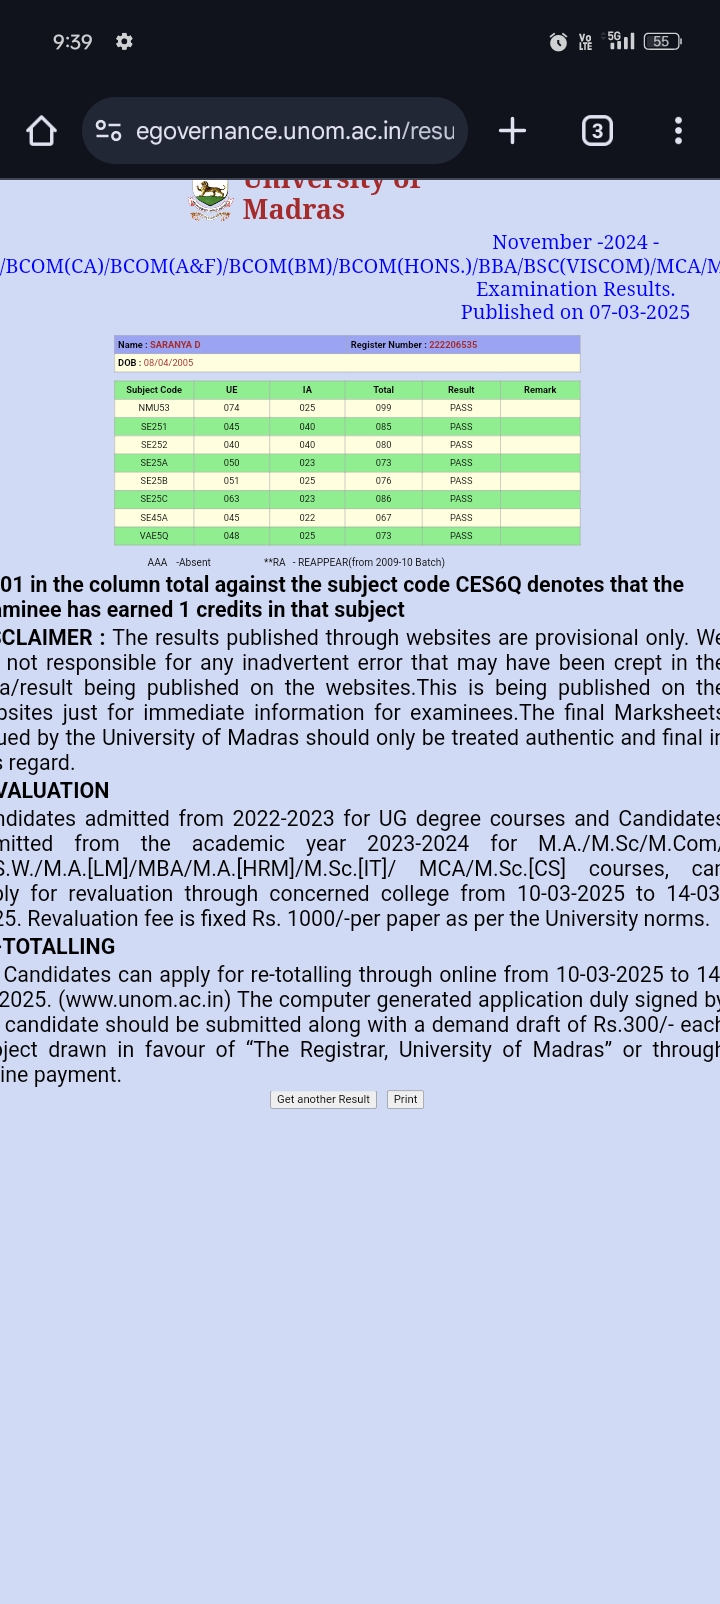 9:39 Vo LTE 5G 55
egovernance.unom.ac.in/resu 3
University of
Madras
November -2024 -
/BCOM(CA)/BCOM(A&F)/BCOM(BM)/BCOM(HONS.)/BBA/BSC(VISCOM)/MCA/M
Examination Results.
Published on 07-03-2025
Name : SARANYA D Register Number : 222206535
DOB : 08/04/2005
Subject Code UE IA Total Result Remark
NMU53 074 025 099 PASS
SE251 045 040 085 PASS
SE252 040 040 080 PASS
SE25A 050 023 073 PASS
SE25B 051 025 076 PASS
SE25C 063 023 086 PASS
SE45A 045 022 067 PASS
VAE5Q 048 025 073 PASS
AAA -Absent **RA - REAPPEAR(from 2009-10 Batch)
01 in the column total against the subject code CES6Q denotes that the
aminee has earned 1 credits in that subject
SCLAIMER : The results published through websites are provisional only. We
not responsible for any inadvertent error that may have been crept in the
a/result being published on the websites.This is being published on the
bsites just for immediate information for examinees.The final Marksheets
ued by the University of Madras should only be treated authentic and final in
s regard.
VALUATION
ndidates admitted from 2022-2023 for UG degree courses and Candidates
mitted from the academic year 2023-2024 for M.A./M.Sc/M.Com/
S.W./M.A.[LM]/MBA/M.A.[HRM]/M.Sc.[IT]/ MCA/M.Sc.[CS] courses, can
ply for revaluation through concerned college from 10-03-2025 to 14-03
25. Revaluation fee is fixed Rs. 1000/-per paper as per the University norms.
-TOTALLING
Candidates can apply for re-totalling through online from 10-03-2025 to 14
2025. (www.unom.ac.in) The computer generated application duly signed by
candidate should be submitted along with a demand draft of Rs.300/- each
bject drawn in favour of “The Registrar, University of Madras” or through
line payment.
Get another Result Print